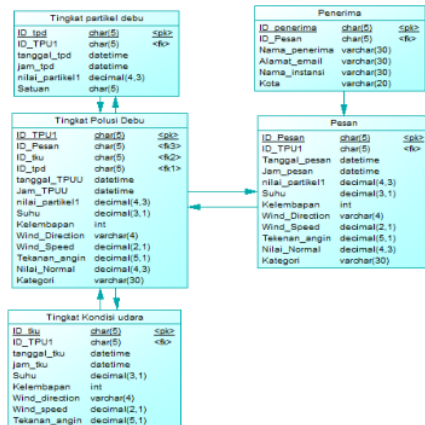 Tingkat partikel debu
ID_tpd char(5) <pk>
ID_TPU1 char(5) <fk>
tanggal_tpd datetime
jam_tpd datetime
nilai_partikel1 decimal(4,3)
Satuan char(5)
Penerima
ID_penerima char(5) <pk>
ID_Pesan char(5) <fk>
Nama_penerima varchar(30)
Alamat_email varchar(30)
Nama_instansi varchar(30)
Kota varchar(20)
Tingkat Polusi Debu
ID_TPU1 char(5) <pk>
ID_Pesan char(5) <fk3>
ID_tku char(5) <fk2>
ID_tpd char(5) <fk1>
tanggal_TPUU datetime
Jam_TPUU datetime
nilai_partikel1 decimal(4,3)
Suhu decimal(3,1)
Kelembapan int
Wind_Direction varchar(4)
Wind_Speed decimal(2,1)
Tekanan_angin decimal(5,1)
Nilai_Normal decimal(4,3)
Kategori varchar(30)
Pesan
ID_Pesan char(5) <pk>
ID_TPU1 char(5) <fk>
Tanggal_pesan datetime
Jam_pesan datetime
nilai_partikel1 decimal(4,3)
Suhu decimal(3,1)
Kelembapan int
Wind_Direction varchar(4)
Wind_Speed decimal(2,1)
Tekenan_angin decimal(5,1)
Nilai_Normal decimal(4,3)
Kategori varchar(30)
Tingkat Kondisi udara
ID_tku char(5) <pk>
ID_TPU1 char(5) <fk>
tanggal_tku datetime
jam_tku datetime
Suhu decimal(3,1)
Kelembapan int
Wind_direction varchar(4)
Wind_speed decimal(2,1)
Tekanan_angin decimal(5,1)